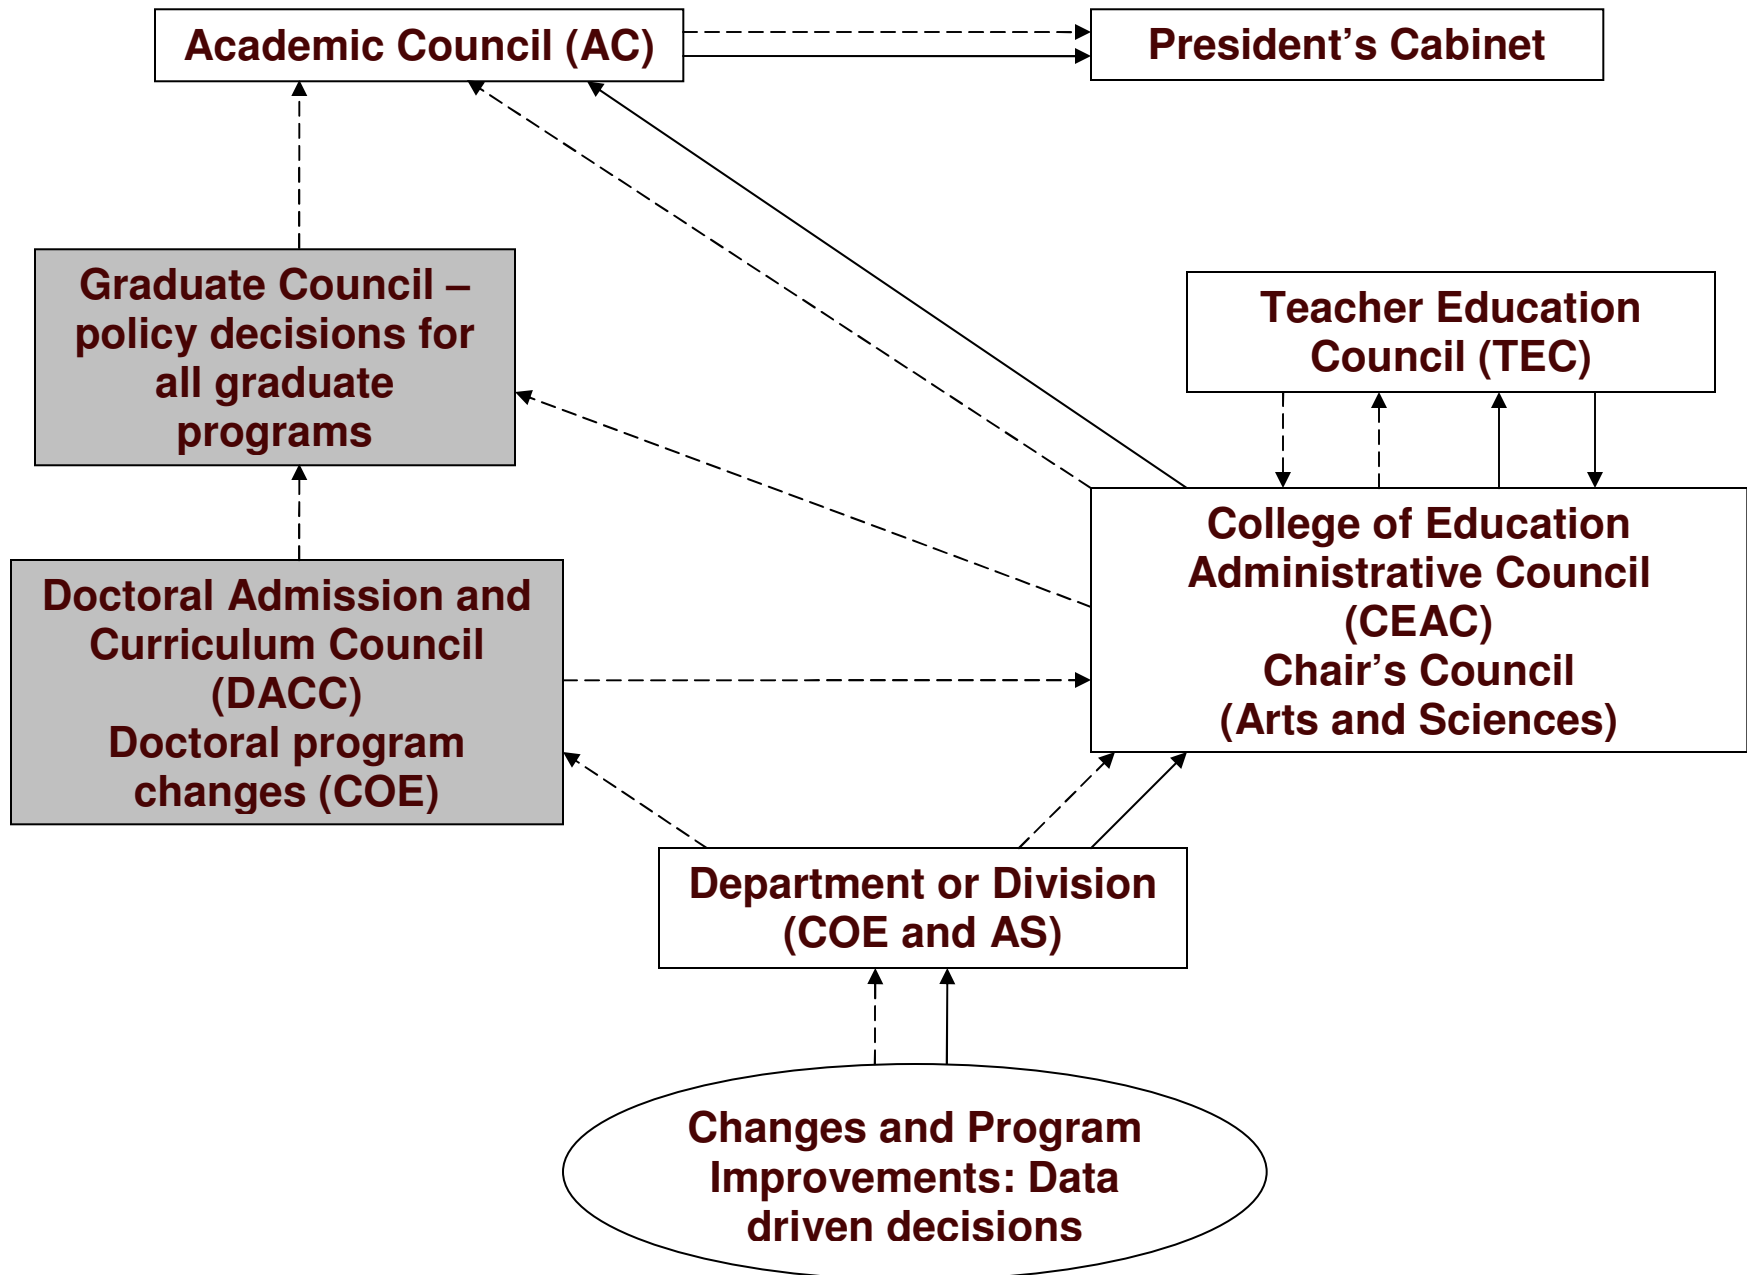 Academic Council (AC)
President’s Cabinet
Graduate Council –
policy decisions for
all graduate
programs
Teacher Education
Council (TEC)
College of Education
Administrative Council
(CEAC)
Chair’s Council
(Arts and Sciences)
Doctoral Admission and
Curriculum Council
(DACC)
Doctoral program
changes (COE)
Department or Division
(COE and AS)
Changes and Program
Improvements: Data
driven decisions